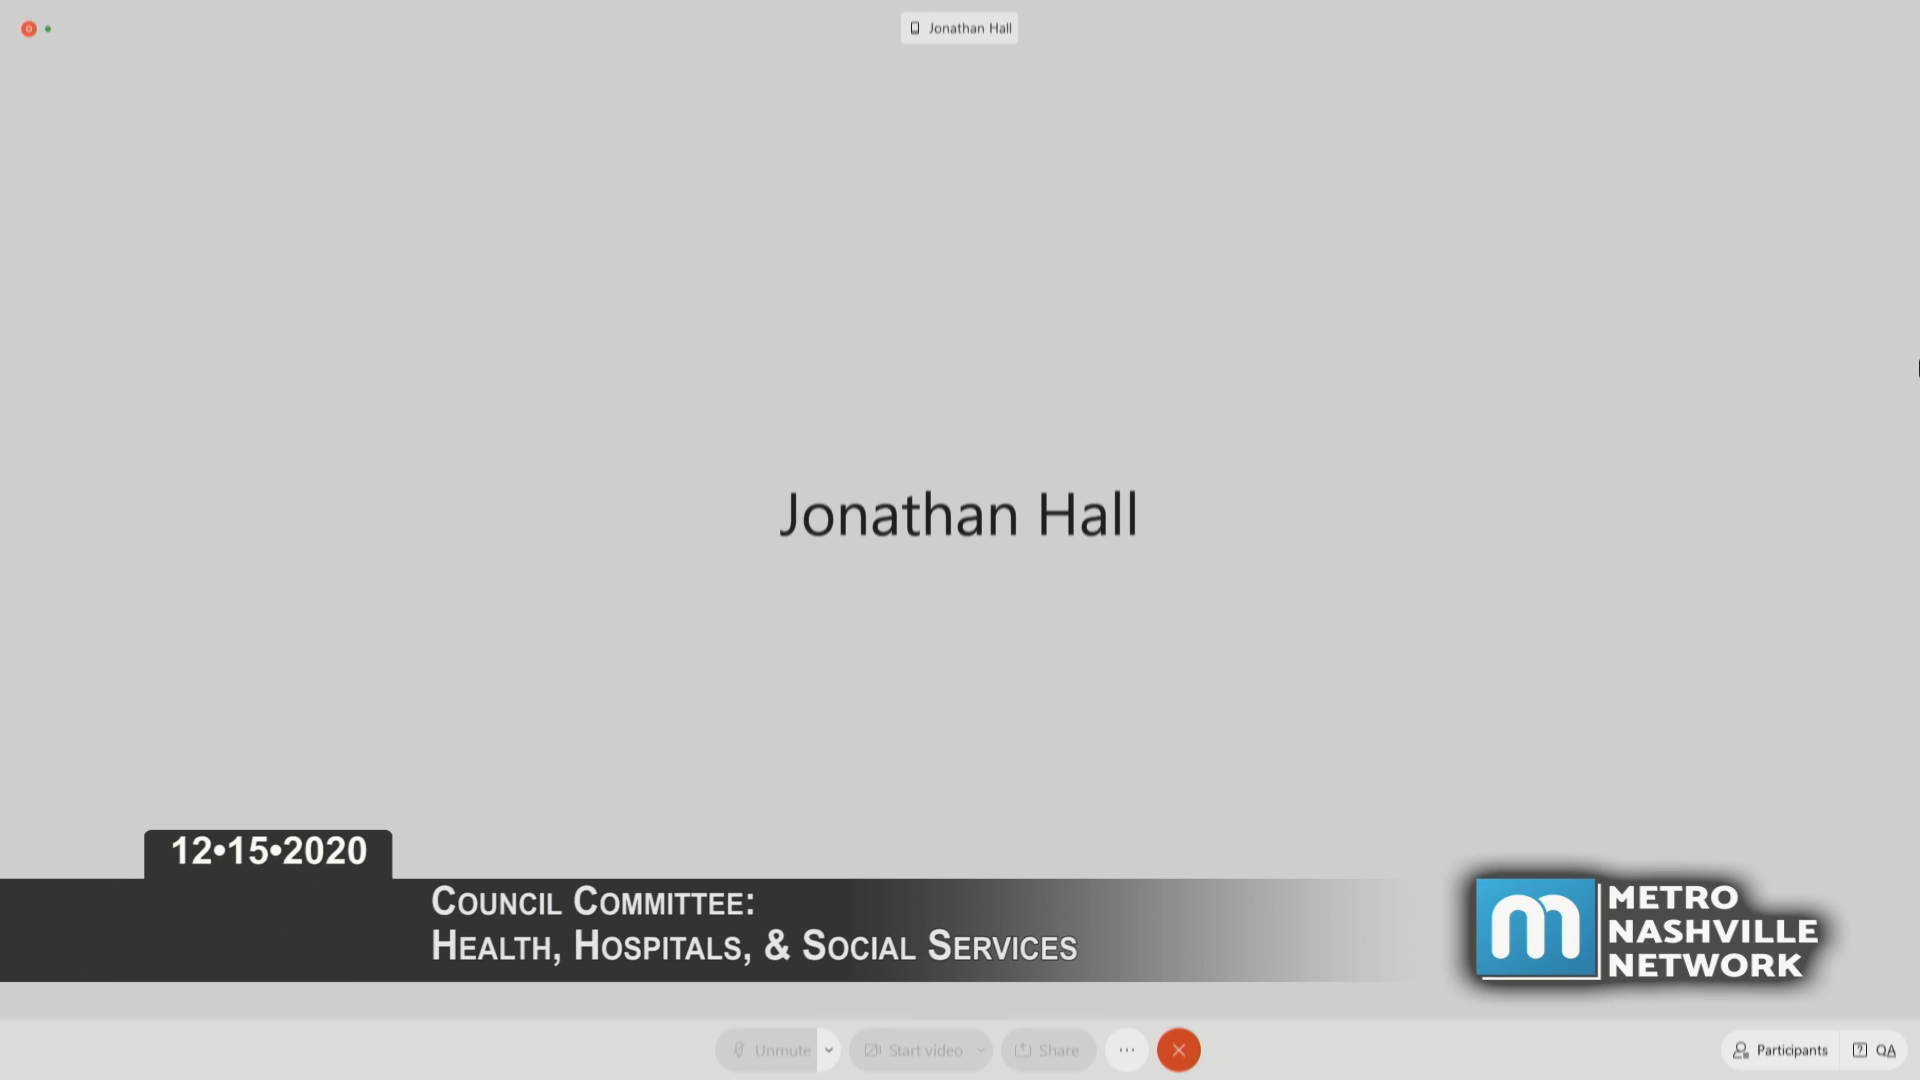 Jonathan Hall
Jonathan Hall
12•15•2020
COUNCIL COMMITTEE:
HEALTH, HOSPITALS, & SOCIAL SERVICES
m
METRO
NASHVILLE
NETWORK
Unmute
Start video
Share
Participants
QA